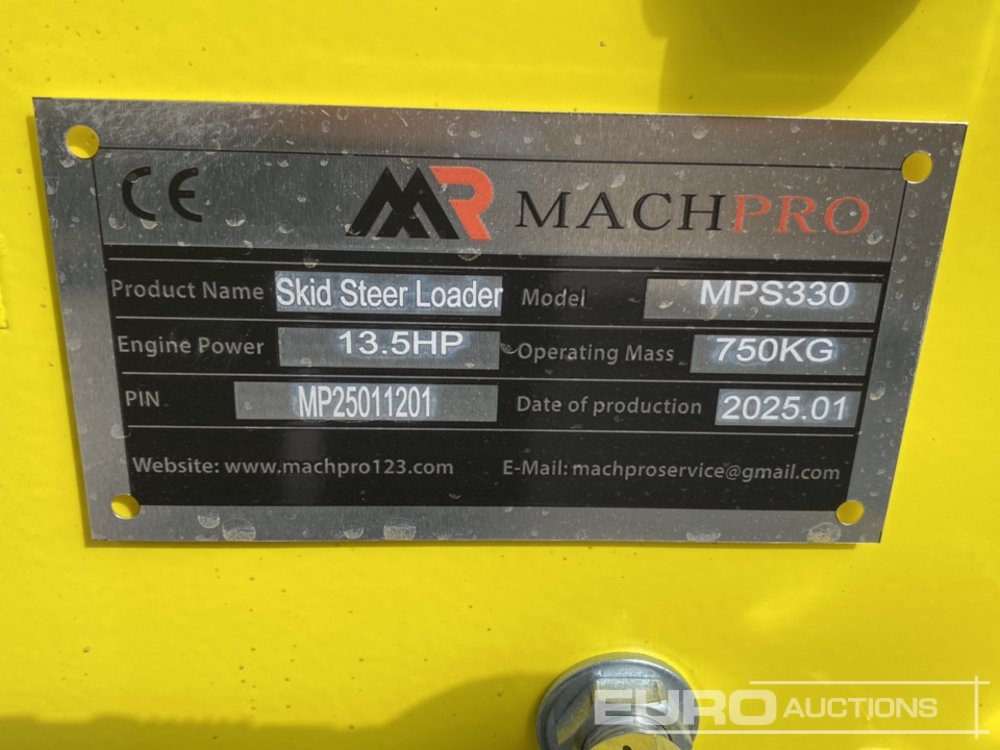 CE MR MACHPRO
Product Name Skid Steer Loader Model MPS330
Engine Power 13.5HP Operating Mass 750KG
PIN MP25011201 Date of production 2025.01
Website: www.machpro123.com E-Mail: machproservice@gmail.com
EURO AUCTIONS